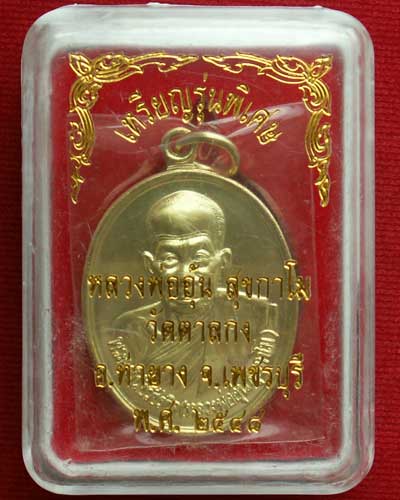 เหรียญรุ่นพิเศษ
หลวงพ่ออุ้น สุขกาโม
วัดตาลกง
อ.ท่ายาง จ.เพชรบุรี
พ.ศ. ๒๕๔๔